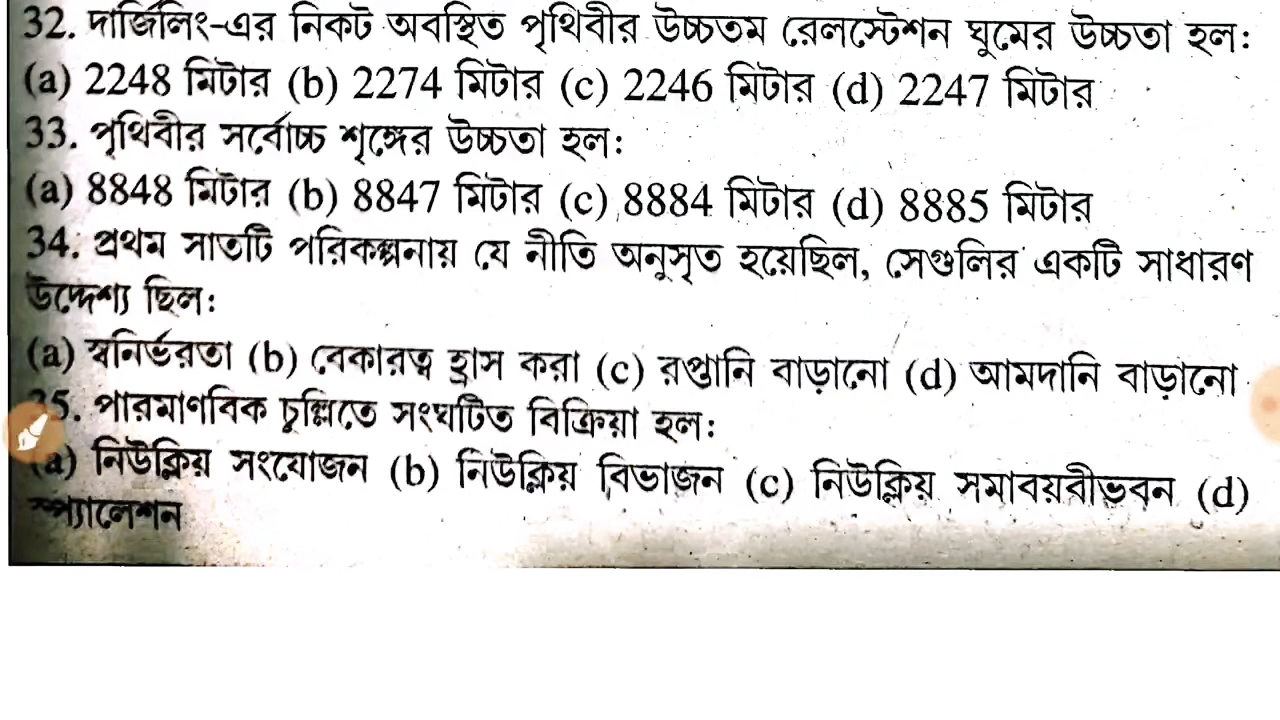 32. দার্জিলিং-এর নিকট অবস্থিত পৃথিবীর উচ্চতম রেলস্টেশন ঘুমের উচ্চতা হল:
(a) 2248 মিটার (b) 2274 মিটার (c) 2246 মিটার (d) 2247 মিটার
33. পৃথিবীর সর্বোচ্চ শৃঙ্গের উচ্চতা হল:
(a) 8848 মিটার (b) 8847 মিটার (c) 8884 মিটার (d) 8885 মিটার
34. প্রথম সাতটি পরিকল্পনায় যে নীতি অনুসৃত হয়েছিল, সেগুলির একটি সাধারণ
উদ্দেশ্য ছিল:
(a) স্বনির্ভরতা (b) বেকারত্ব হ্রাস করা (c) রপ্তানি বাড়ানো (d) আমদানি বাড়ানো
35. পারমাণবিক চুল্লিতে সংঘটিত বিক্রিয়া হল:
(a) নিউক্লিয় সংযোজন (b) নিউক্লিয় বিভাজন (c) নিউক্লিয় সমাবয়বীভবন (d)
স্প্যালেশন